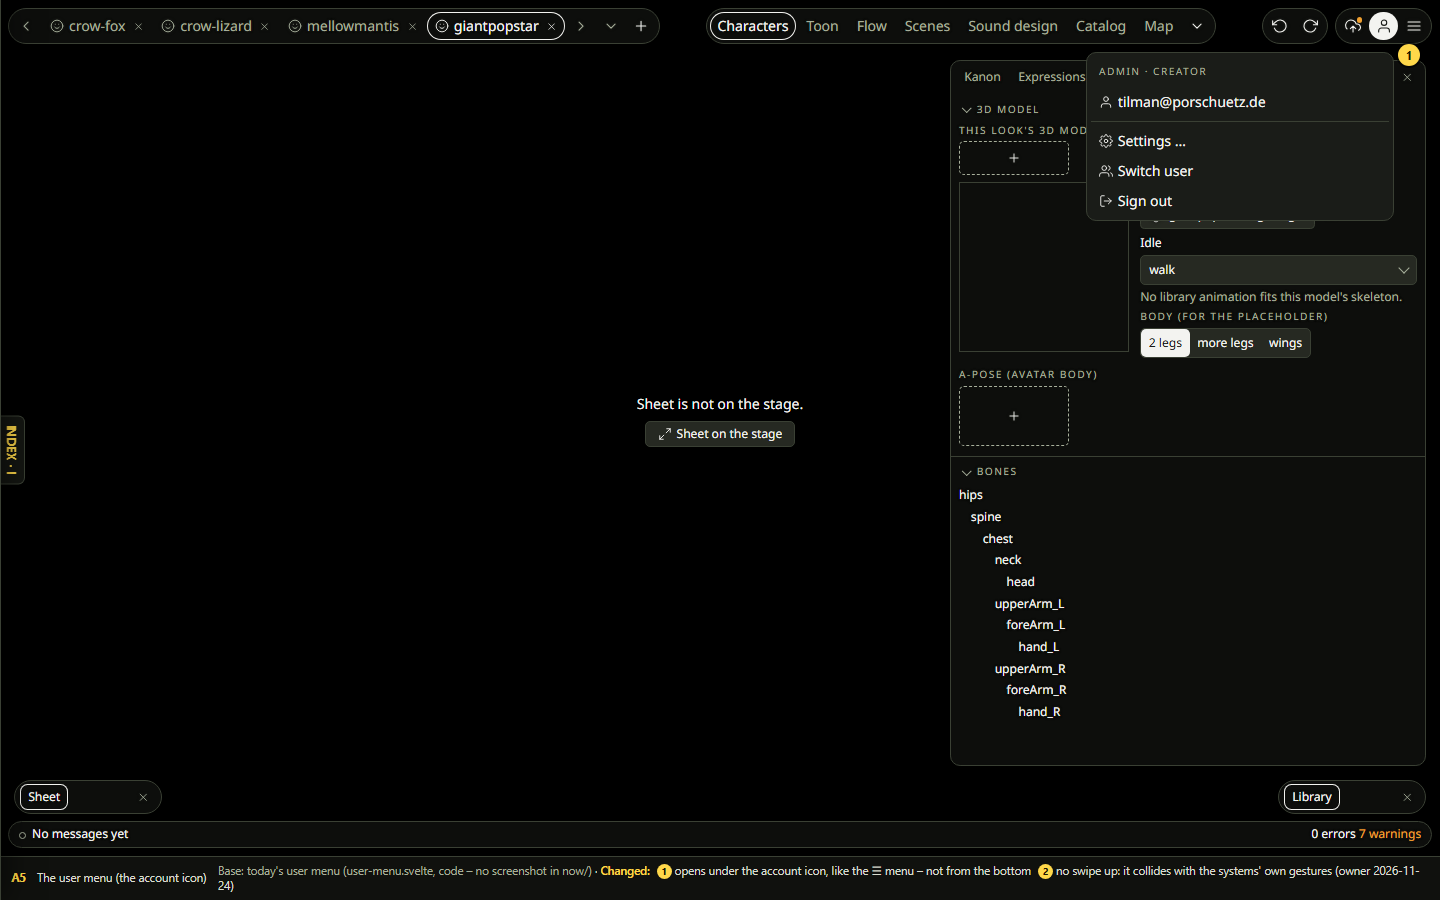 crow-fox
crow-lizard
mellowmantis
giantpopstar
Characters
Toon
Flow
Scenes
Sound design
Catalog
Map
1
Kanon
Expressions
ADMIN · CREATOR
tilman@porschuetz.de
Settings ...
Switch user
Sign out
3D MODEL
THIS LOOK'S 3D MOD
Idle
walk
No library animation fits this model's skeleton.
BODY (FOR THE PLACEHOLDER)
2 legs
more legs
wings
A-POSE (AVATAR BODY)
Sheet is not on the stage.
Sheet on the stage
INDEX · I
BONES
hips
spine
chest
neck
head
upperArm_L
foreArm_L
hand_L
upperArm_R
foreArm_R
hand_R
Sheet
Library
No messages yet
0 errors 7 warnings
A5 The user menu (the account icon)
Base: today's user menu (user-menu.svelte, code – no screenshot in now/) · Changed: 1 opens under the account icon, like the ☰ menu – not from the bottom 2 no swipe up: it collides with the systems' own gestures (owner 2026-11-
24)